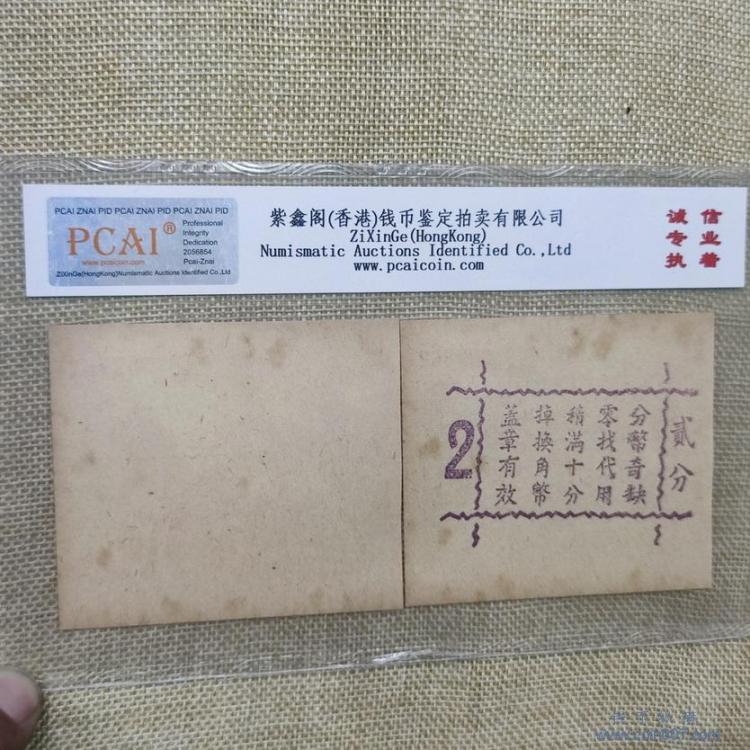 PCAI ZNAI PID PCAI ZNAI PID PCAI ZNAI PID
PCAI®
www.pcaicoin.com
Professional
Integrity
Dedication
2056854
Pcai-Znai
ZiXinGe(HongKong)Numismatic Auctions Identified Co.,Ltd
紫鑫阁(香港)钱币鉴定拍卖有限公司
ZiXinGe(HongKong)
Numismatic Auctions Identified Co.,Ltd
www.pcaicoin.com
诚信
专业
执着
贰分
分幣奇缺
零找代用
積滿十分
掉換角幣
蓋章有效
2